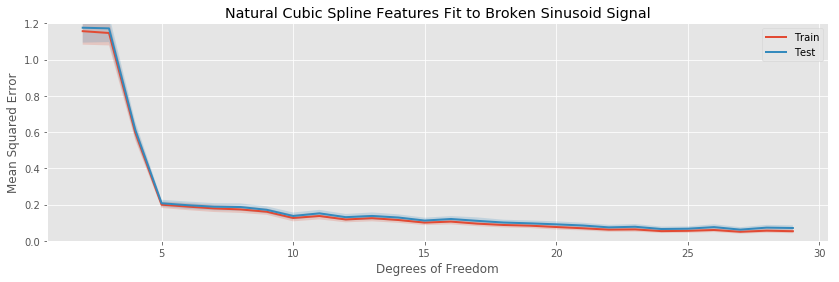 Natural Cubic Spline Features Fit to Broken Sinusoid Signal
Train
Test
Mean Squared Error
1.2
1.0
0.8
0.6
0.4
0.2
0.0
5
10
15
20
25
30
Degrees of Freedom